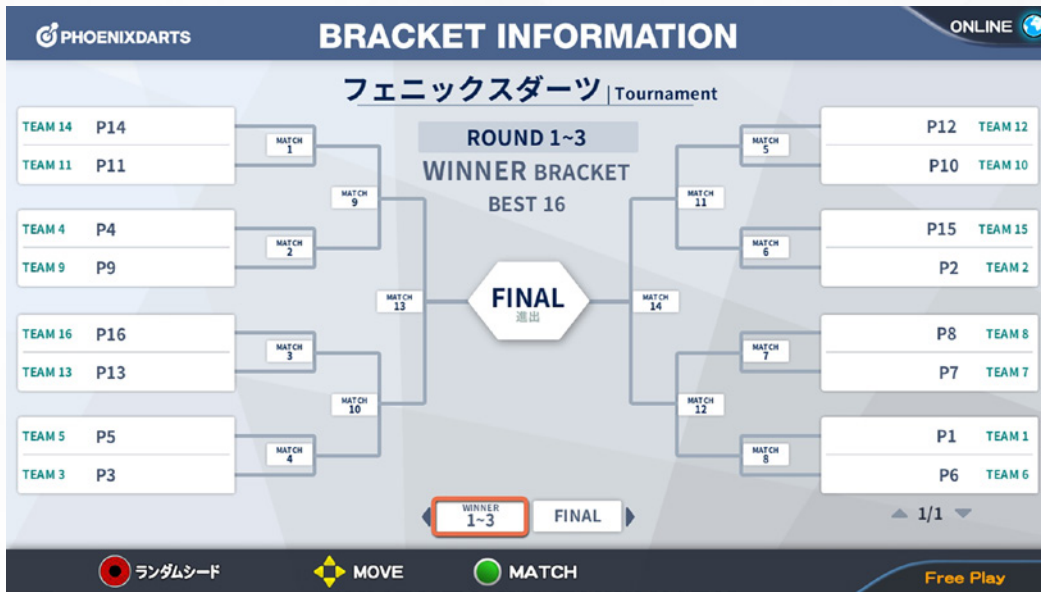 PHOENIXDARTS
BRACKET INFORMATION
ONLINE
フェニックスダーツ | Tournament
ROUND 1~3
WINNER BRACKET
BEST 16
TEAM 14 P14
TEAM 11 P11
MATCH 1
TEAM 4 P4
TEAM 9 P9
MATCH 2
MATCH 9
TEAM 16 P16
TEAM 13 P13
MATCH 3
TEAM 5 P5
TEAM 3 P3
MATCH 4
MATCH 10
MATCH 13
FINAL
進出
MATCH 14
MATCH 11
MATCH 5
P12 TEAM 12
P10 TEAM 10
MATCH 6
P15 TEAM 15
P2 TEAM 2
MATCH 12
MATCH 7
P8 TEAM 8
P7 TEAM 7
MATCH 8
P1 TEAM 1
P6 TEAM 6
WINNER
1~3
FINAL
1/1
ランダムシード
MOVE
MATCH
Free Play